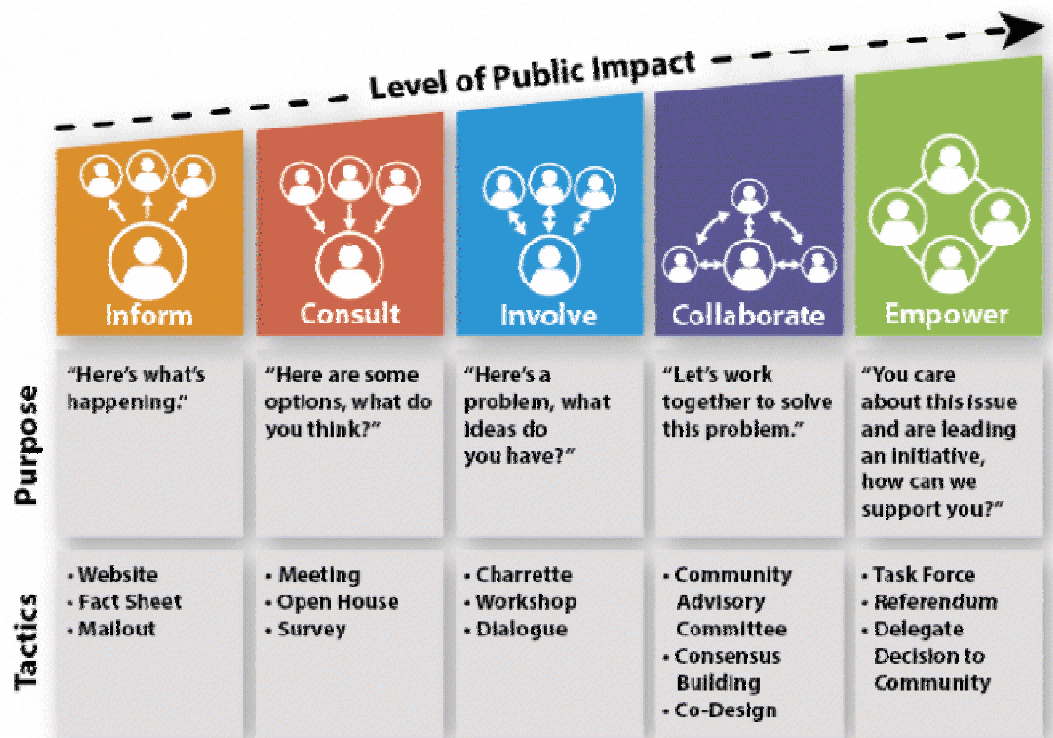 Level of Public Impact
Inform
Consult
Involve
Collaborate
Empower
Purpose
“Here’s what’s
happening.”
“Here are some
options, what do
you think?”
“Here’s a
problem, what
ideas do
you have?”
“Let’s work
together to solve
this problem.”
“You care
about this issue
and are leading
an initiative,
how can we
support you?”
Tactics
• Website
• Fact Sheet
• Mailout
• Meeting
• Open House
• Survey
• Charrette
• Workshop
• Dialogue
• Community
Advisory
Committee
• Consensus
Building
• Co-Design
• Task Force
• Referendum
• Delegate
Decision to
Community